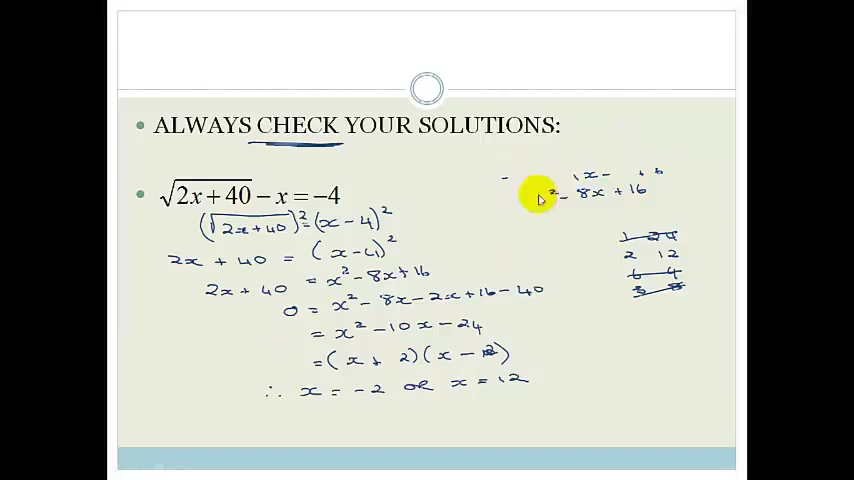 • ALWAYS CHECK YOUR SOLUTIONS:
• √(2x+40) − x = −4
(√(2x+40))² = (x − 4)²
2x + 40 = (x − 4)²
2x + 40 = x² − 8x + 16
0 = x² − 8x − 2x + 16 − 40
= x² − 10x − 24
= (x + 2)(x − 12)
∴ x = −2 OR x = 12
² − 8x + 16
1 24
2 12
6 4
3 8